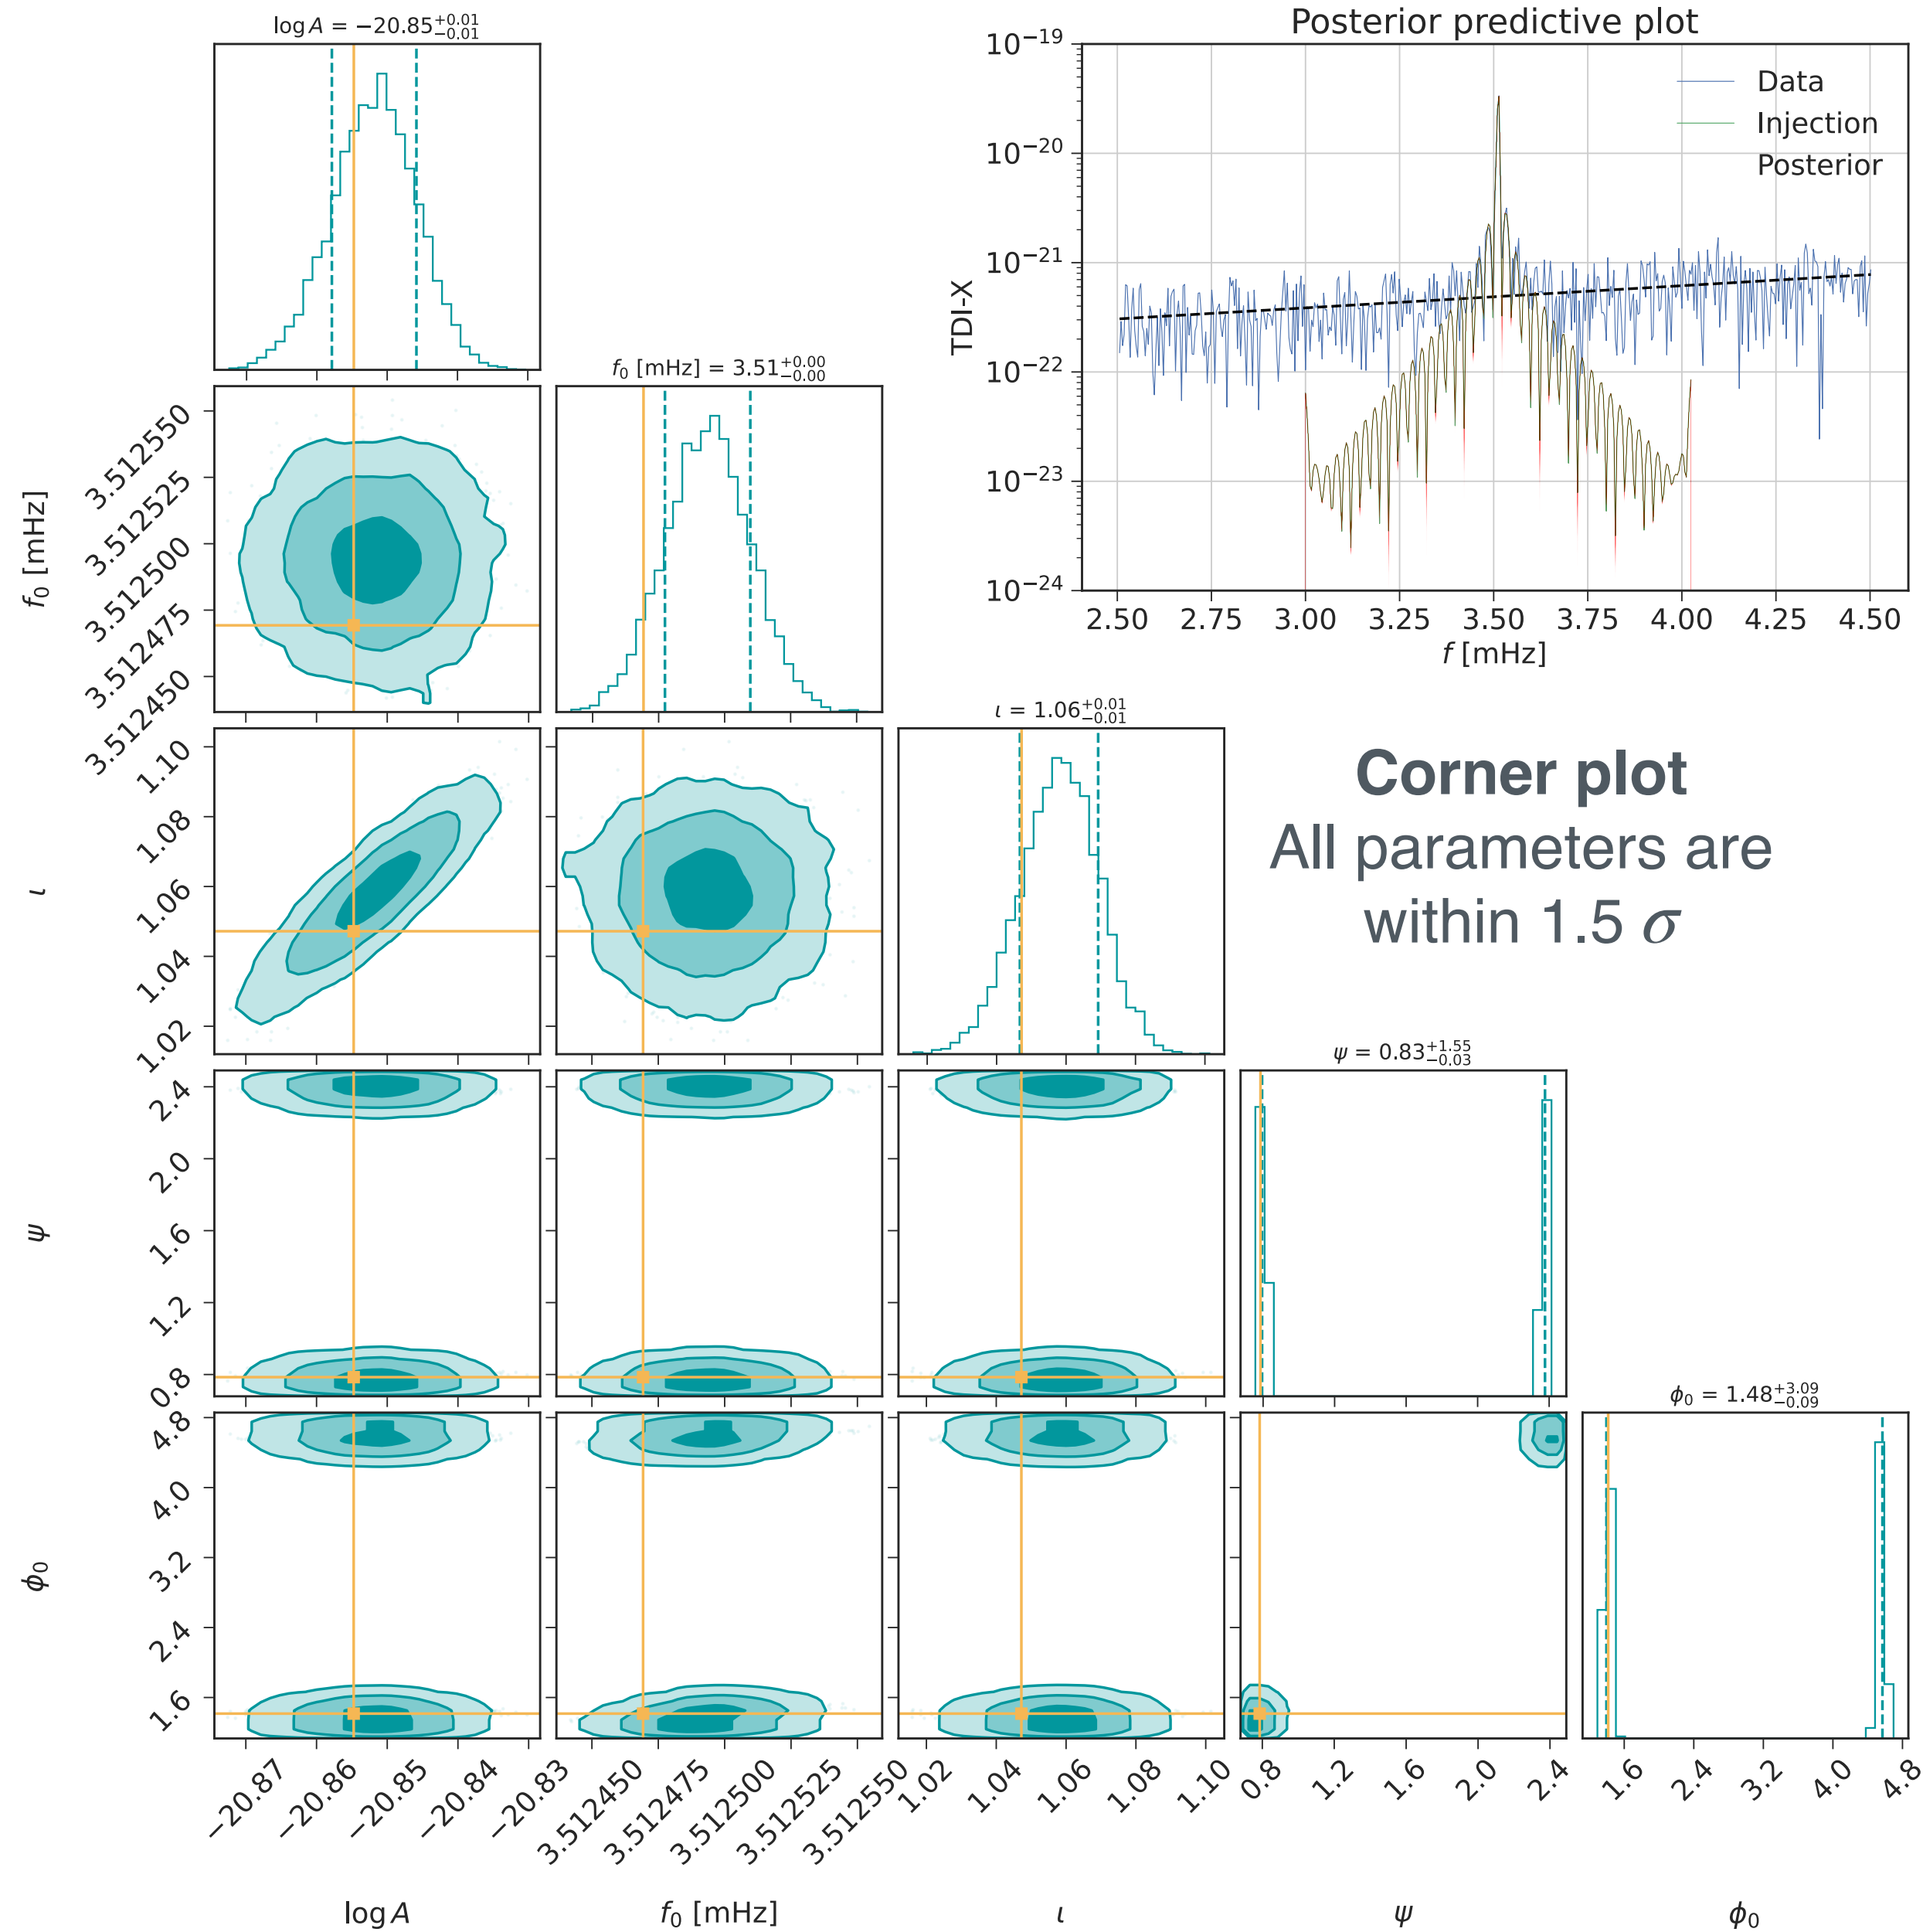 log A = −20.85+0.01−0.01
Posterior predictive plot
10−19
10−20
10−21
10−22
10−23
10−24
TDI-X
Data
Injection
Posterior
2.50 2.75 3.00 3.25 3.50 3.75 4.00 4.25 4.50
f [mHz]
f0 [mHz] = 3.51+0.00−0.00
f0 [mHz]
3.512550
3.512525
3.512500
3.512475
3.512450
ι = 1.06+0.01−0.01
Corner plot
All parameters are
within 1.5 σ
ι
1.10
1.08
1.06
1.04
1.02
ψ = 0.83+1.55−0.03
ψ
2.4
2.0
1.6
1.2
0.8
ϕ0 = 1.48+3.09−0.09
ϕ0
4.8
4.0
3.2
2.4
1.6
−20.87 −20.86 −20.85 −20.84 −20.83
3.512450 3.512475 3.512500 3.512525 3.512550
1.02 1.04 1.06 1.08 1.10
0.8 1.2 1.6 2.0 2.4
1.6 2.4 3.2 4.0 4.8
log A
f0 [mHz]
ι
ψ
ϕ0